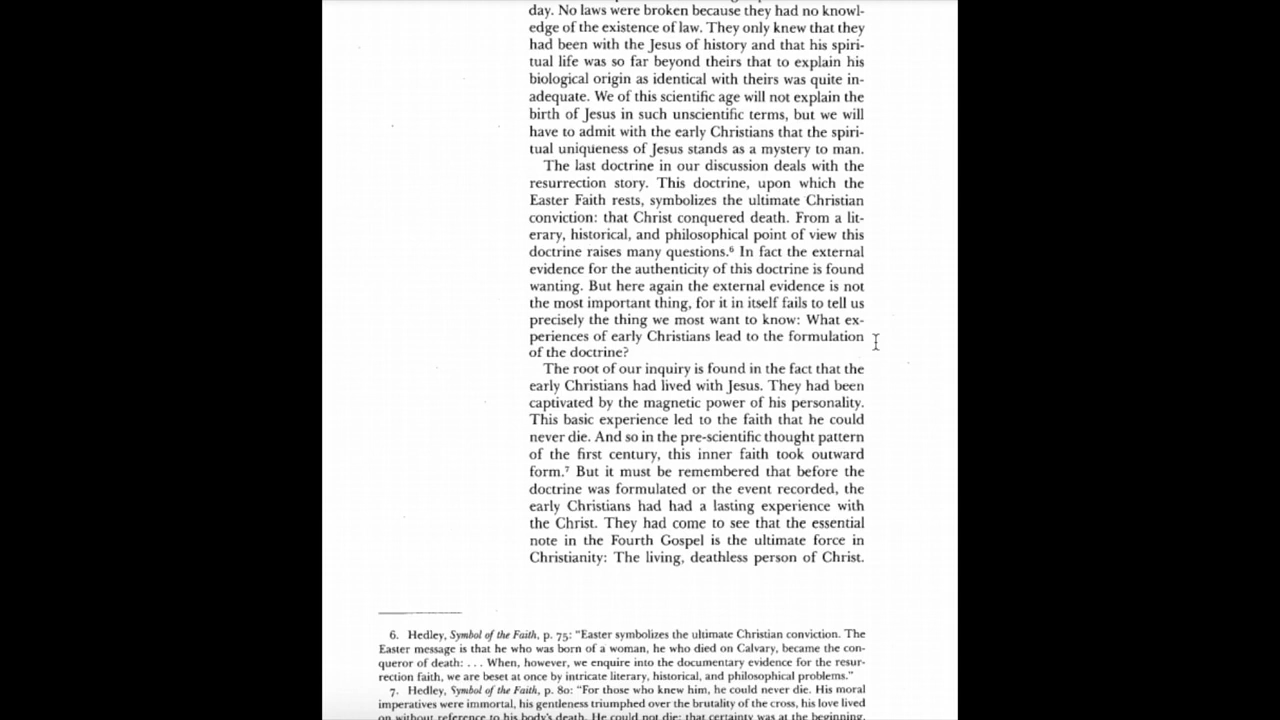 day. No laws were broken because they had no knowl-
edge of the existence of law. They only knew that they
had been with the Jesus of history and that his spiri-
tual life was so far beyond theirs that to explain his
biological origin as identical with theirs was quite in-
adequate. We of this scientific age will not explain the
birth of Jesus in such unscientific terms, but we will
have to admit with the early Christians that the spiri-
tual uniqueness of Jesus stands as a mystery to man.
The last doctrine in our discussion deals with the
resurrection story. This doctrine, upon which the
Easter Faith rests, symbolizes the ultimate Christian
conviction: that Christ conquered death. From a lit-
erary, historical, and philosophical point of view this
doctrine raises many questions.⁶ In fact the external
evidence for the authenticity of this doctrine is found
wanting. But here again the external evidence is not
the most important thing, for it in itself fails to tell us
precisely the thing we most want to know: What ex-
periences of early Christians lead to the formulation
of the doctrine?
The root of our inquiry is found in the fact that the
early Christians had lived with Jesus. They had been
captivated by the magnetic power of his personality.
This basic experience led to the faith that he could
never die. And so in the pre-scientific thought pattern
of the first century, this inner faith took outward
form.⁷ But it must be remembered that before the
doctrine was formulated or the event recorded, the
early Christians had had a lasting experience with
the Christ. They had come to see that the essential
note in the Fourth Gospel is the ultimate force in
Christianity: The living, deathless person of Christ.
6. Hedley, Symbol of the Faith, p. 75: "Easter symbolizes the ultimate Christian conviction. The
Easter message is that he who was born of a woman, he who died on Calvary, became the con-
queror of death: . . . When, however, we enquire into the documentary evidence for the resur-
rection faith, we are beset at once by intricate literary, historical, and philosophical problems."
7. Hedley, Symbol of the Faith, p. 80: "For those who knew him, he could never die. His moral
imperatives were immortal, his gentleness triumphed over the brutality of the cross, his love lived
on without reference to his body's death. He could not die: that certainty was at the beginning.